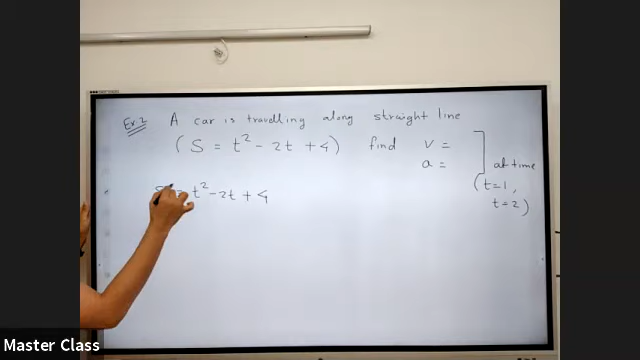 Ex.2 A car is travelling along straight line
(S = t² - 2t + 4) find v =
a =
at time
(t=1,
t=2)
= t² - 2t + 4
Master Class